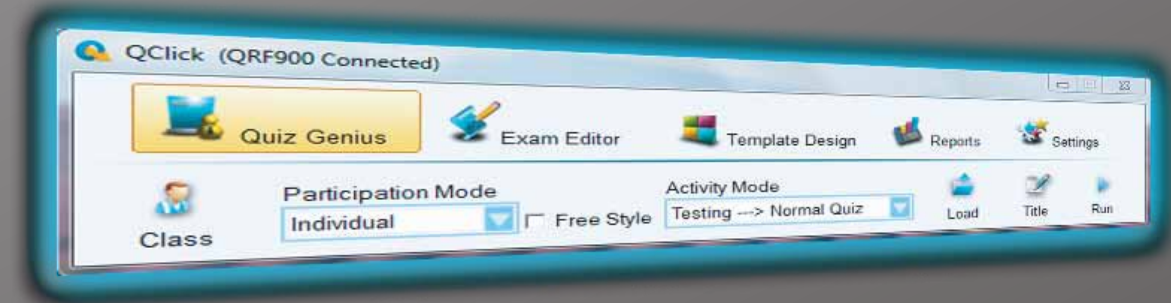 QClick (QRF900 Connected)
Quiz Genius Exam Editor Template Design Reports Settings
Participation Mode Activity Mode
Individual Free Style Testing ---> Normal Quiz
Class Load Title Run